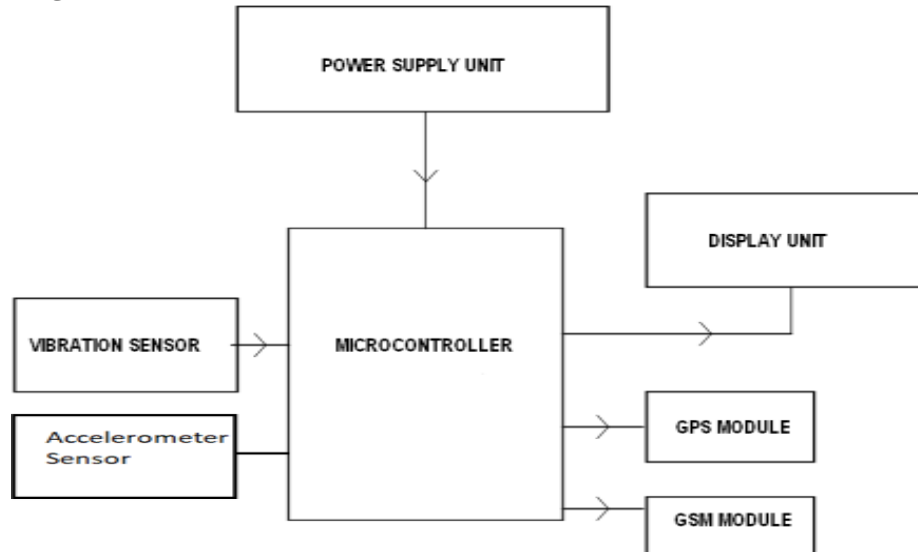 POWER SUPPLY UNIT
DISPLAY UNIT
VIBRATION SENSOR
MICROCONTROLLER
Accelerometer
Sensor
GPS MODULE
GSM MODULE